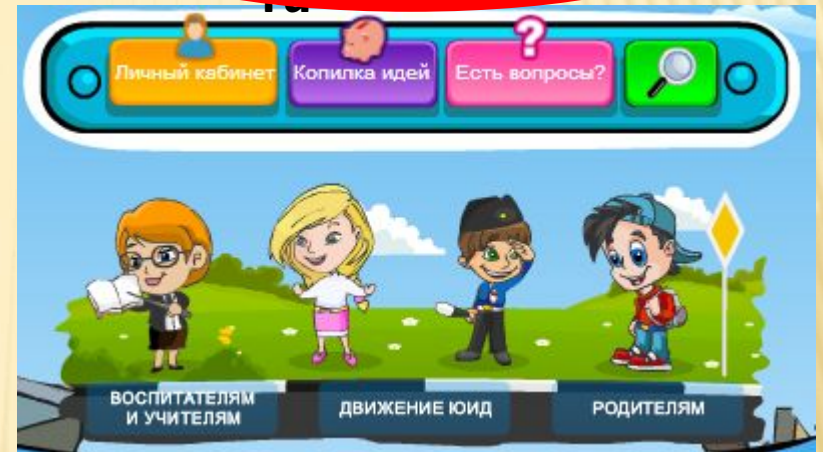 Личный кабинет
Копилка идей
Есть вопросы?
ВОСПИТАТЕЛЯМ
И УЧИТЕЛЯМ
ДВИЖЕНИЕ ЮИД
РОДИТЕЛЯМ